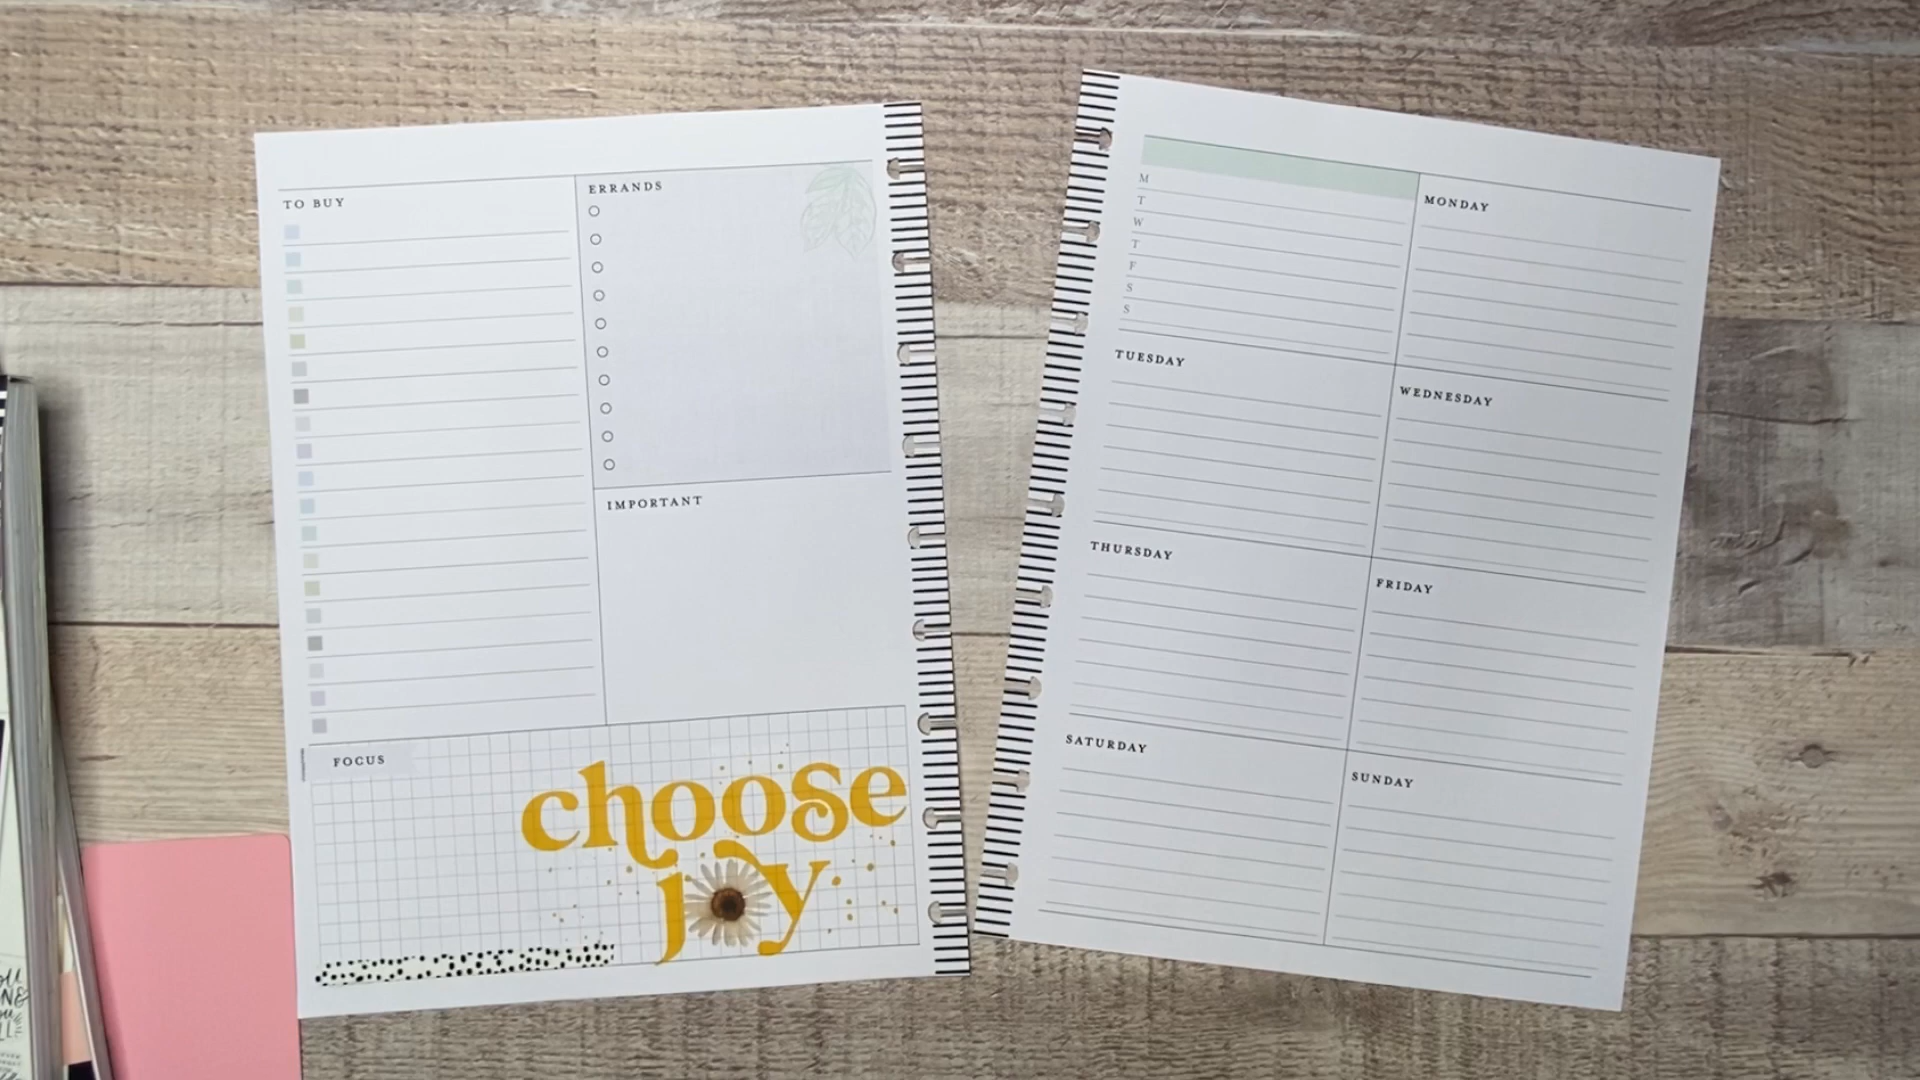 TO BUY
ERRANDS
IMPORTANT
FOCUS
choose
joy
M
T
W
T
F
S
S
MONDAY
TUESDAY
WEDNESDAY
THURSDAY
FRIDAY
SATURDAY
SUNDAY